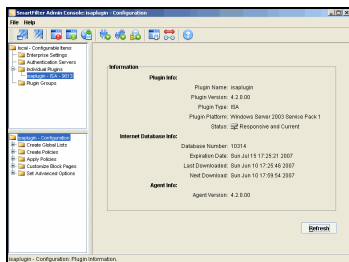 SmartFilter Admin Console: isaplugin - Configuration
File Help
local - Configurable Items
Enterprise Settings
Authentication Servers
Individual Plugins
isaplugin - ISA - 9013
Plugin Groups
isaplugin - Configuration
Create Global Lists
Create Policies
Apply Policies
Customize Block Pages
Set Advanced Options
Information
Plugin Info:
Plugin Name: isaplugin
Plugin Version: 4.2.0.00
Plugin Type: ISA
Plugin Platform: Windows Server 2003 Service Pack 1
Status: Responsive and Current
Internet Database Info:
Database Number: 10314
Expiration Date: Sun Jul 15 17:25:21 2007
Last Downloaded: Sun Jun 10 17:25:46 2007
Next Download: Sun Jun 10 17:59:54 2007
Agent Info:
Agent Version: 4.2.0.00
Refresh
isaplugin - Configuration: Plugin Information.